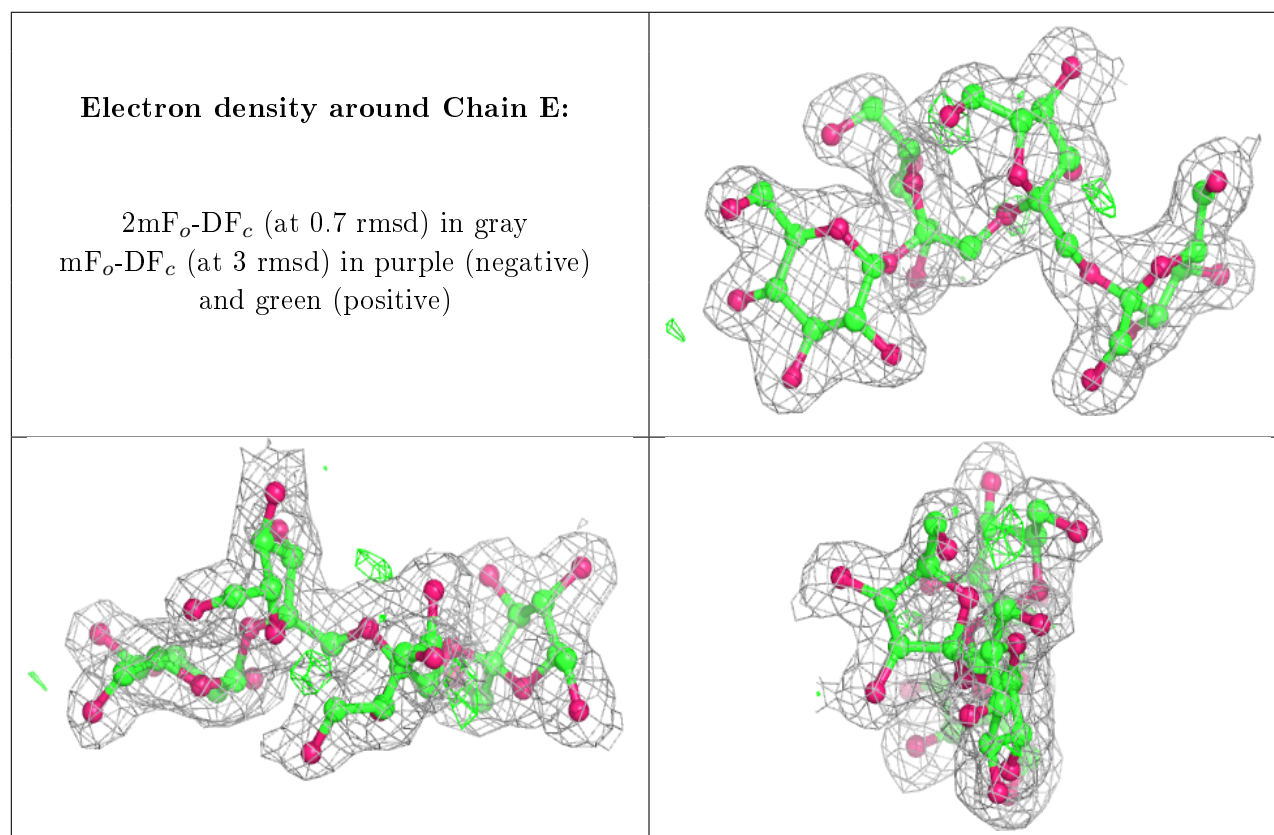 Electron density around Chain E:
2mFo-DFc (at 0.7 rmsd) in gray
mFo-DFc (at 3 rmsd) in purple (negative)
and green (positive)